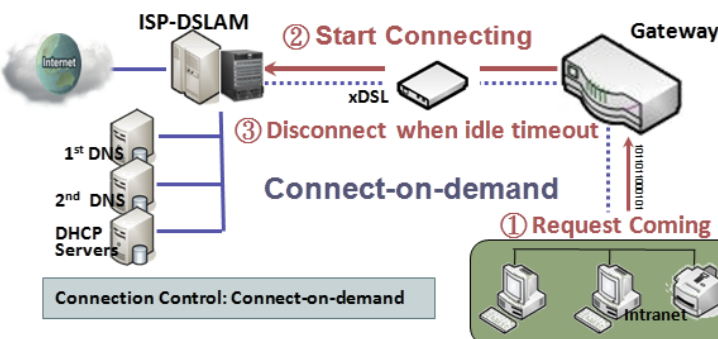 ISP-DSLAM
② Start Connecting
Gateway
Internet
xDSL
③ Disconnect when idle timeout
1st DNS
2nd DNS
DHCP
Servers
Connect-on-demand
101101000101
① Request Coming
Intranet
Connection Control: Connect-on-demand